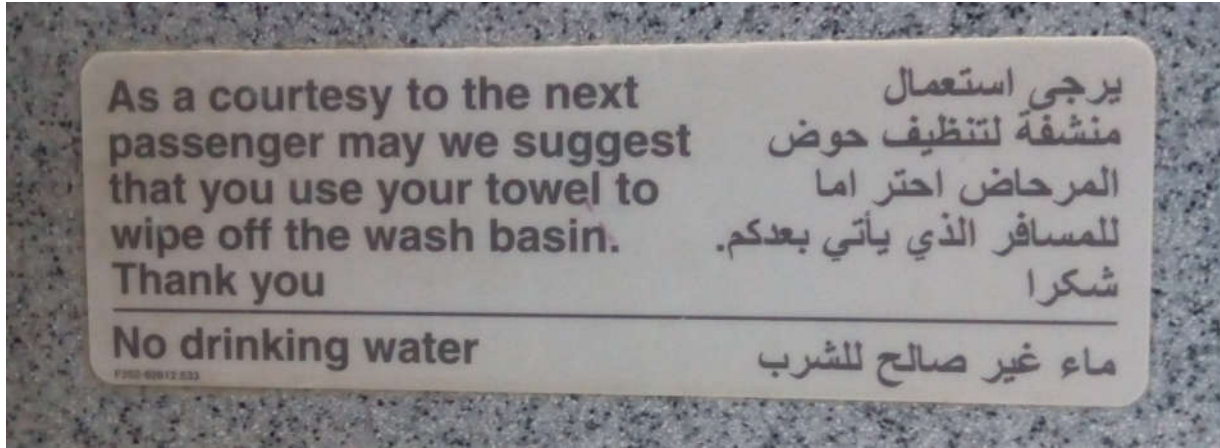 As a courtesy to the next
passenger may we suggest
that you use your towel to
wipe off the wash basin.
Thank you
يرجى استعمال
منشفة لتنظيف حوض
المرحاض احتر اما
للمسافر الذي يأتي بعدكم.
شكرا
No drinking water
ماء غير صالح للشرب